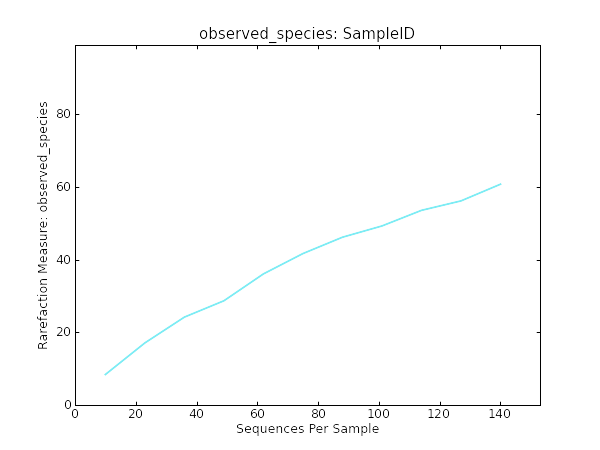 observed_species: SampleID
Rarefaction Measure: observed_species
80
60
40
20
0
0 20 40 60 80 100 120 140
Sequences Per Sample